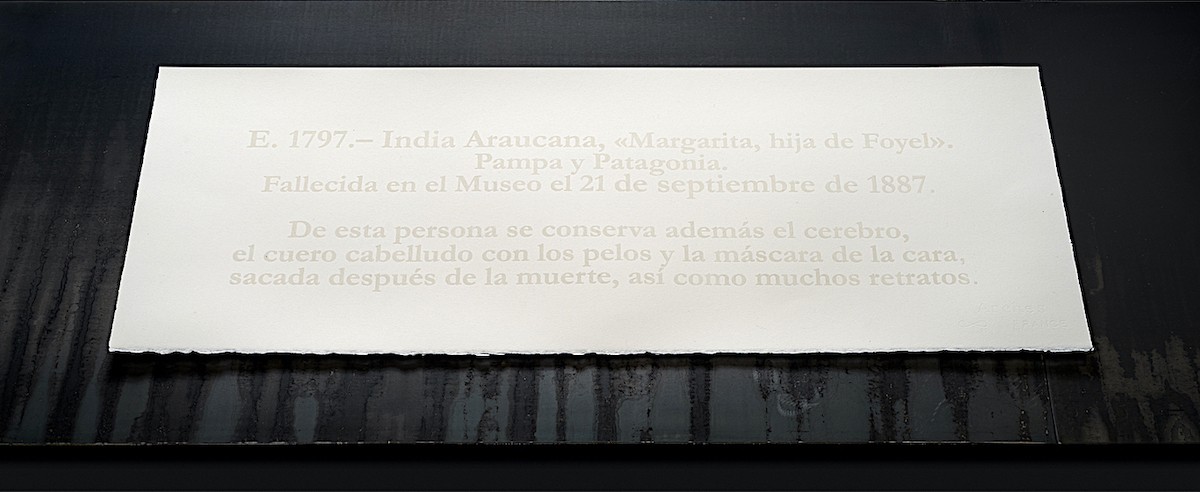 E. 1797.– India Araucana, «Margarita, hija de Foyel».
Pampa y Patagonia.
Fallecida en el Museo el 21 de septiembre de 1887.
De esta persona se conserva además el cerebro,
el cuero cabelludo con los pelos y la máscara de la cara,
sacada después de la muerte, así como muchos retratos.